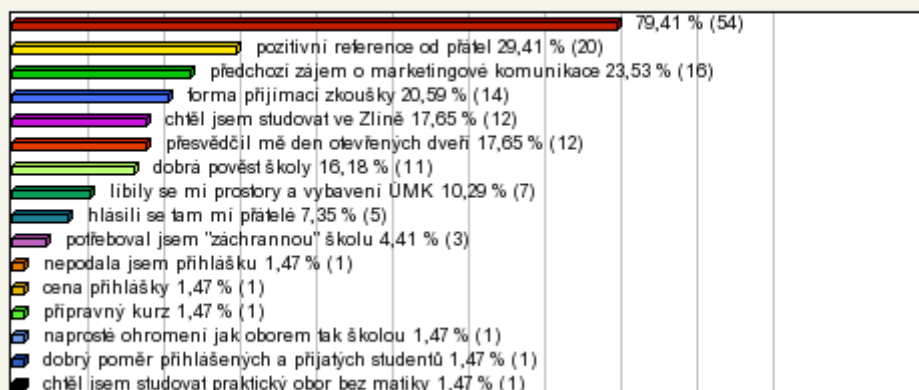 79,41 % (54)
pozitivní reference od přátel 29,41 % (20)
předchozí zájem o marketingové komunikace 23,53 % (16)
forma přijímací zkoušky 20,59 % (14)
chtěl jsem studovat ve Zlíně 17,65 % (12)
přesvědčil mě den otevřených dveří 17,65 % (12)
dobrá pověst školy 16,18 % (11)
líbily se mi prostory a vybavení ÚMK 10,29 % (7)
hlásili se tam mí přátelé 7,35 % (5)
potřeboval jsem "záchrannou" školu 4,41 % (3)
nepodala jsem přihlášku 1,47 % (1)
cena přihlášky 1,47 % (1)
přípravný kurz 1,47 % (1)
naprosté ohromení jak oborem tak školou 1,47 % (1)
dobrý poměr přihlášených a přijatých studentů 1,47 % (1)
chtěl jsem studovat praktický obor bez matiky 1,47 % (1)